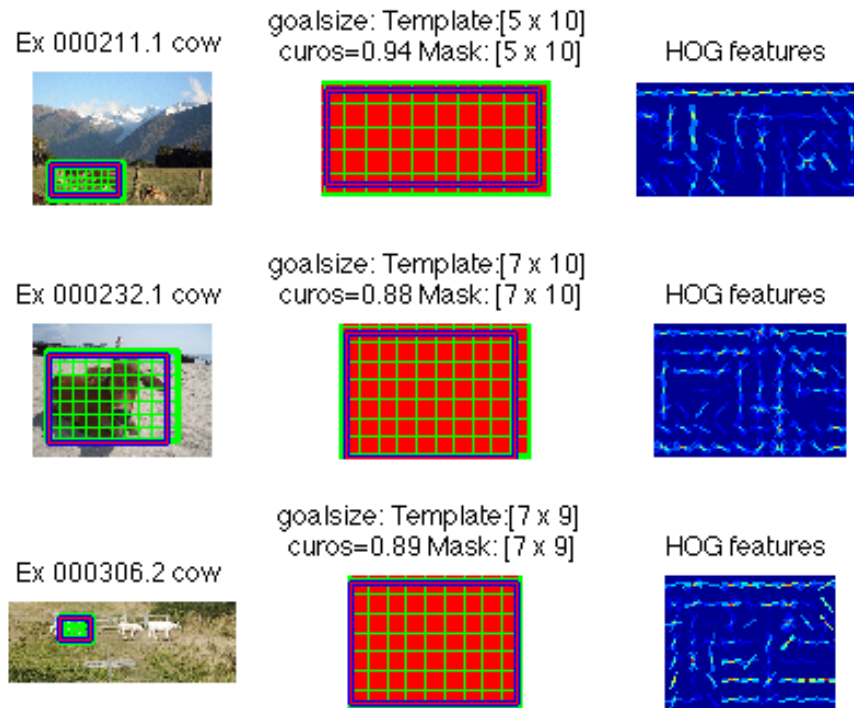 Ex 000211.1 cow
goalsize: Template:[5 x 10]
curos=0.94 Mask: [5 x 10]
HOG features
Ex 000232.1 cow
goalsize: Template:[7 x 10]
curos=0.88 Mask: [7 x 10]
HOG features
Ex 000306.2 cow
goalsize: Template:[7 x 9]
curos=0.89 Mask: [7 x 9]
HOG features